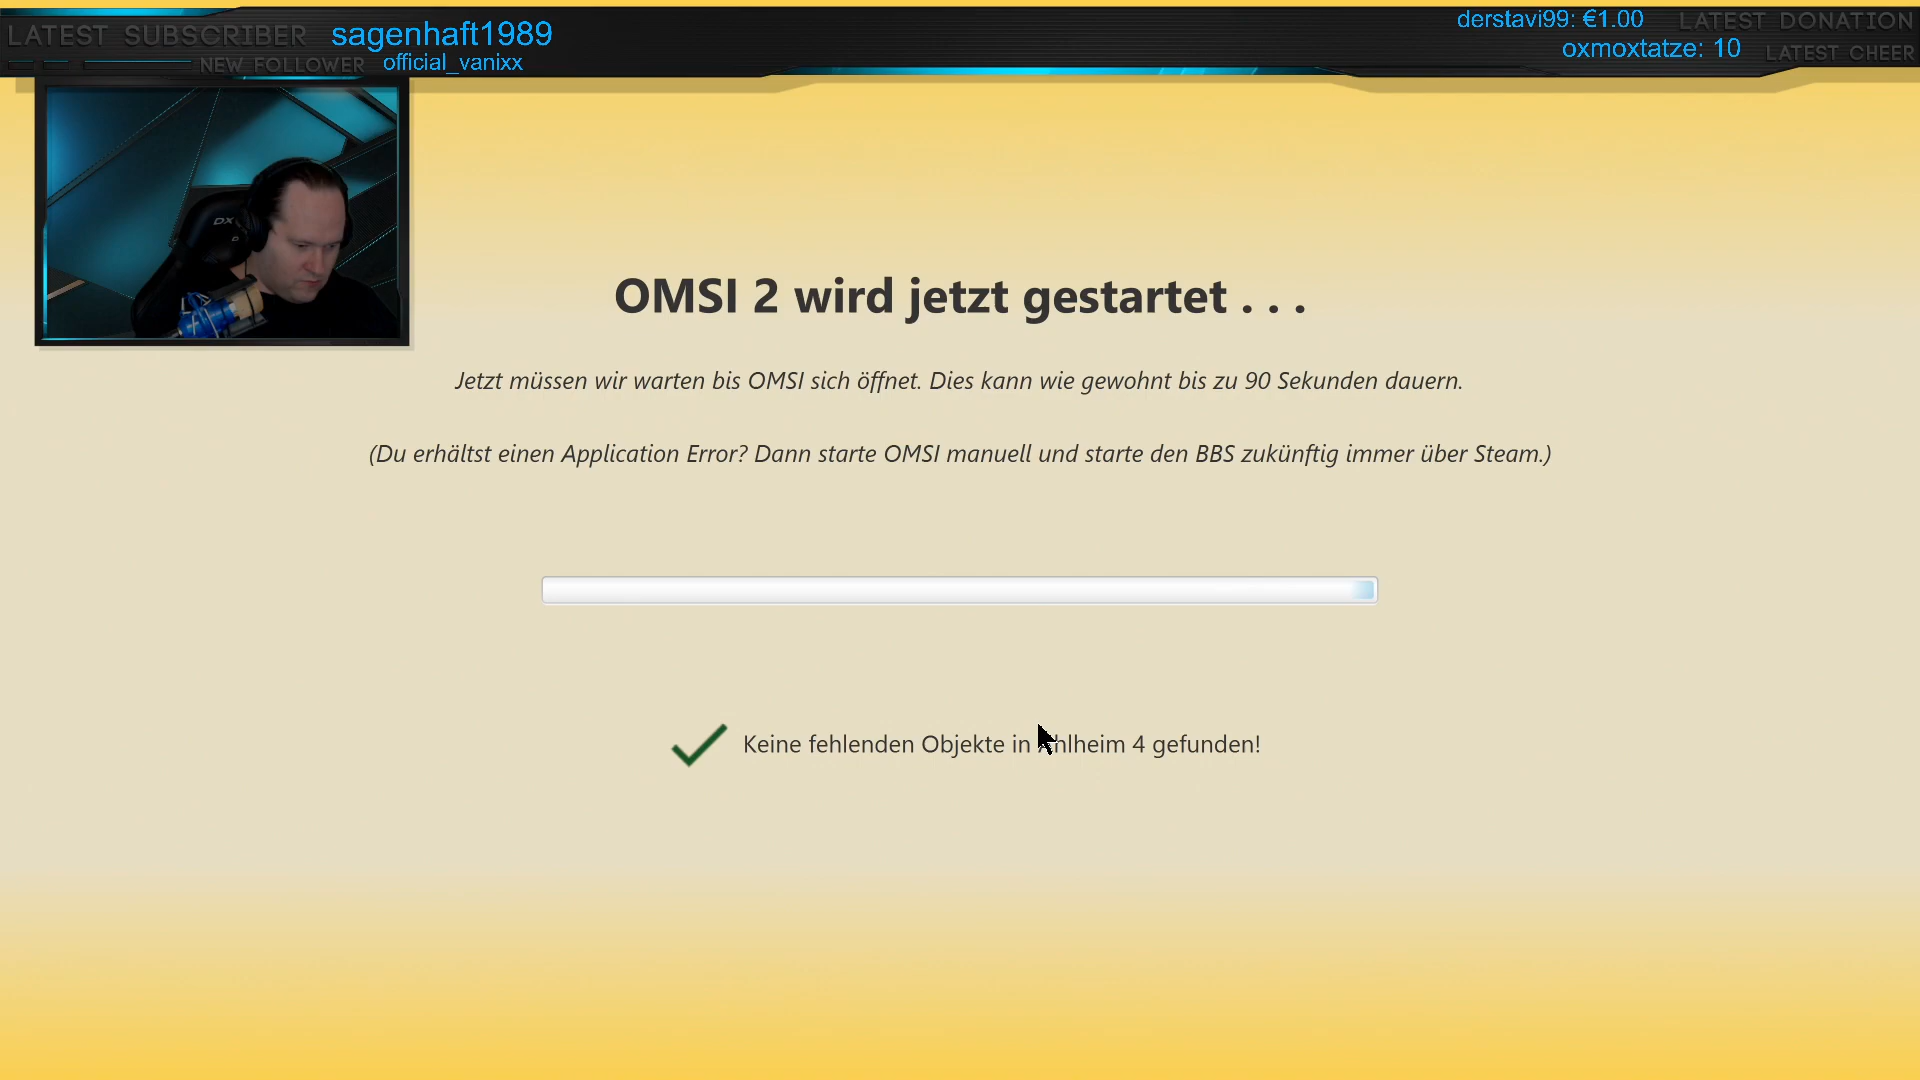 LATEST SUBSCRIBER sagenhaft1989
NEW FOLLOWER official_vanixx
derstavi99: €1.00 LATEST DONATION
oxmoxtatze: 10 LATEST CHEER
DX
OMSI 2 wird jetzt gestartet . . .
Jetzt müssen wir warten bis OMSI sich öffnet. Dies kann wie gewohnt bis zu 90 Sekunden dauern.
(Du erhältst einen Application Error? Dann starte OMSI manuell und starte den BBS zukünftig immer über Steam.)
Keine fehlenden Objekte in Ahlheim 4 gefunden!